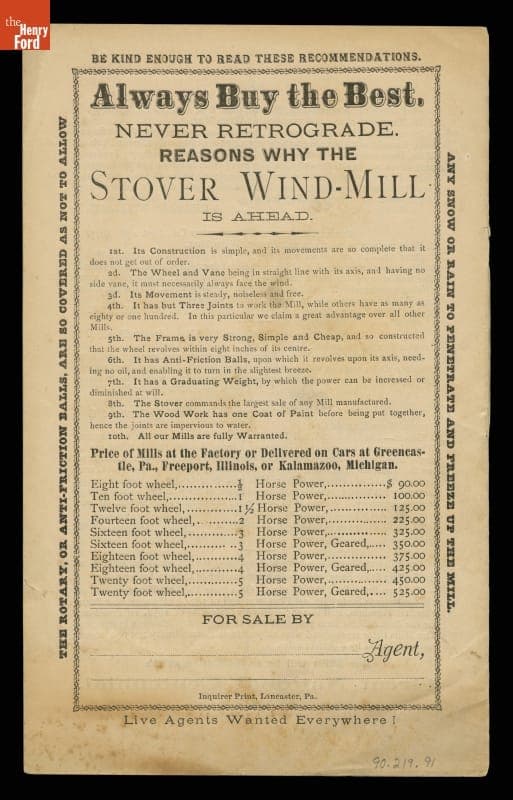 the
Henry
Ford
BE KIND ENOUGH TO READ THESE RECOMMENDATIONS.
Always Buy the Best,
NEVER RETROGRADE.
REASONS WHY THE
STOVER WIND-MILL
IS AHEAD.
1st. Its Construction is simple, and its movements are so complete that it
does not get out of order.
2d. The Wheel and Vane being in straight line with its axis, and having no
side vane, it must necessarily always face the wind.
3d. Its Movement is steady, noiseless and free.
4th. It has but Three Joints to work the Mill, while others have as many as
eighty or one hundred. In this particular we claim a great advantage over all other
Mills.
5th. The Frame is very Strong, Simple and Cheap, and so constructed
that the wheel revolves within eight inches of its centre.
6th. It has Anti-Friction Balls, upon which it revolves upon its axis, need-
ing no oil, and enabling it to turn in the slightest breeze.
7th. It has a Graduating Weight, by which the power can be increased or
diminished at will.
8th. The Stover commands the largest sale of any Mill manufactured.
9th. The Wood Work has one Coat of Paint before being put together,
hence the joints are impervious to water.
10th. All our Mills are fully Warranted.
Price of Mills at the Factory or Delivered on Cars at Greencas-
tle, Pa., Freeport, Illinois, or Kalamazoo, Michigan.
Eight foot wheel,..............½ Horse Power,..............$ 90.00
Ten foot wheel,................1 Horse Power,.............. 100.00
Twelve foot wheel,............1½ Horse Power,.............. 125.00
Fourteen foot wheel,..........2 Horse Power,.............. 225.00
Sixteen foot wheel,............3 Horse Power,.............. 325.00
Sixteen foot wheel,............3 Horse Power, Geared,.... 350.00
Eighteen foot wheel,..........4 Horse Power,.............. 375.00
Eighteen foot wheel,..........4 Horse Power, Geared,.... 425.00
Twenty foot wheel,............5 Horse Power,.............. 450.00
Twenty foot wheel,............5 Horse Power, Geared,.... 525.00
FOR SALE BY
Agent,
Inquirer Print, Lancaster, Pa.
Live Agents Wanted Everywhere!
THE ROTARY, OR ANTI-FRICTION BALLS, ARE SO COVERED AS NOT TO ALLOW
ANY SNOW OR RAIN TO PENETRATE AND FREEZE UP THE MILL.
90.219.91